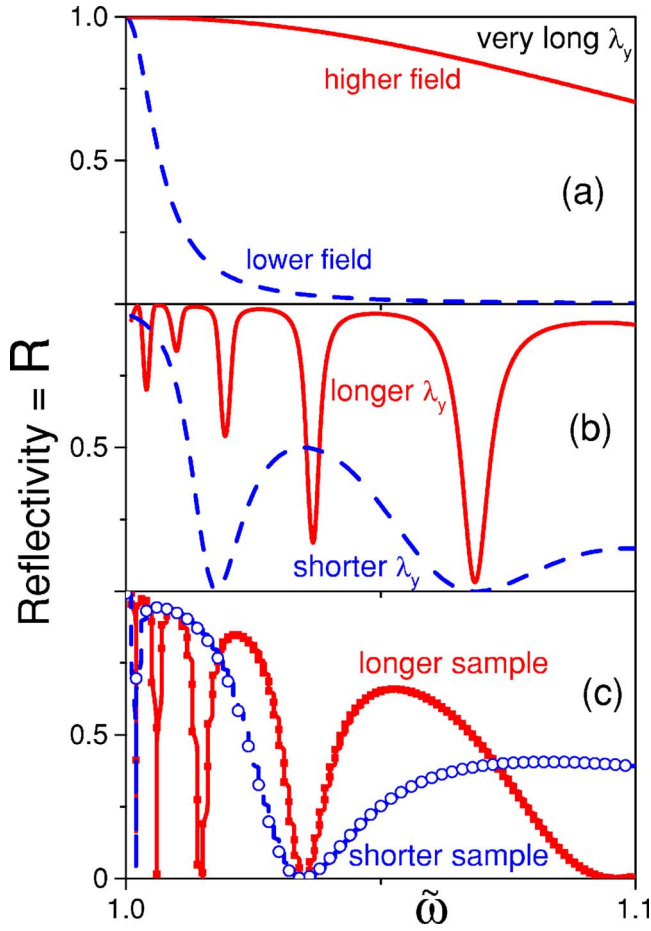 1.0
very long λy
higher field
0.5
(a)
lower field
longer λy
(b)
0.5
shorter λy
Reflectivity = R
longer sample
(c)
0.5
shorter sample
0
1.0
ω̃
1.1